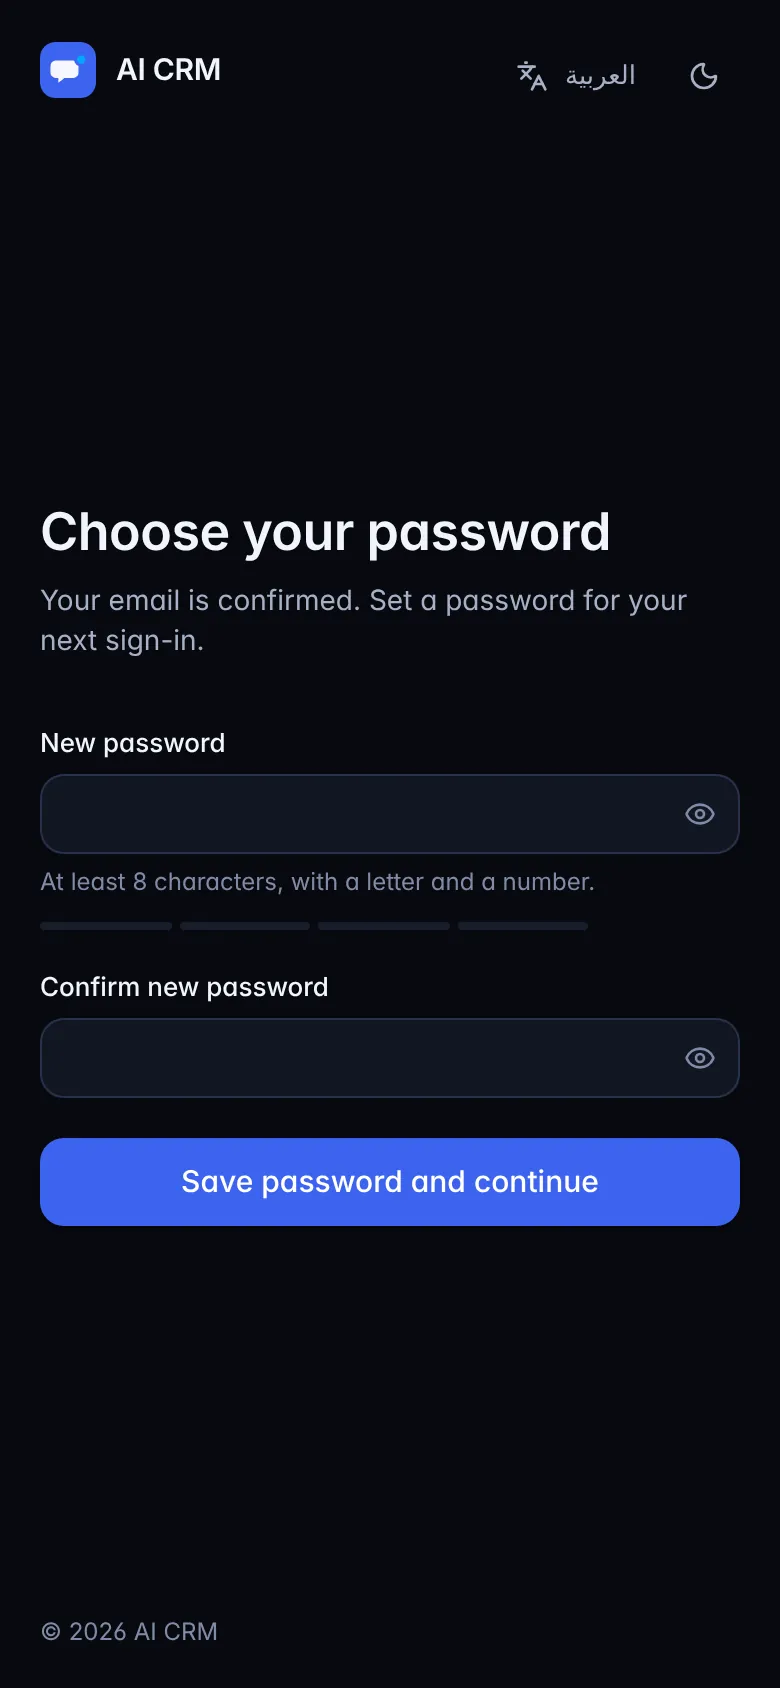 AI CRM
العربية
Choose your password
Your email is confirmed. Set a password for your
next sign-in.
New password
At least 8 characters, with a letter and a number.
Confirm new password
Save password and continue
© 2026 AI CRM